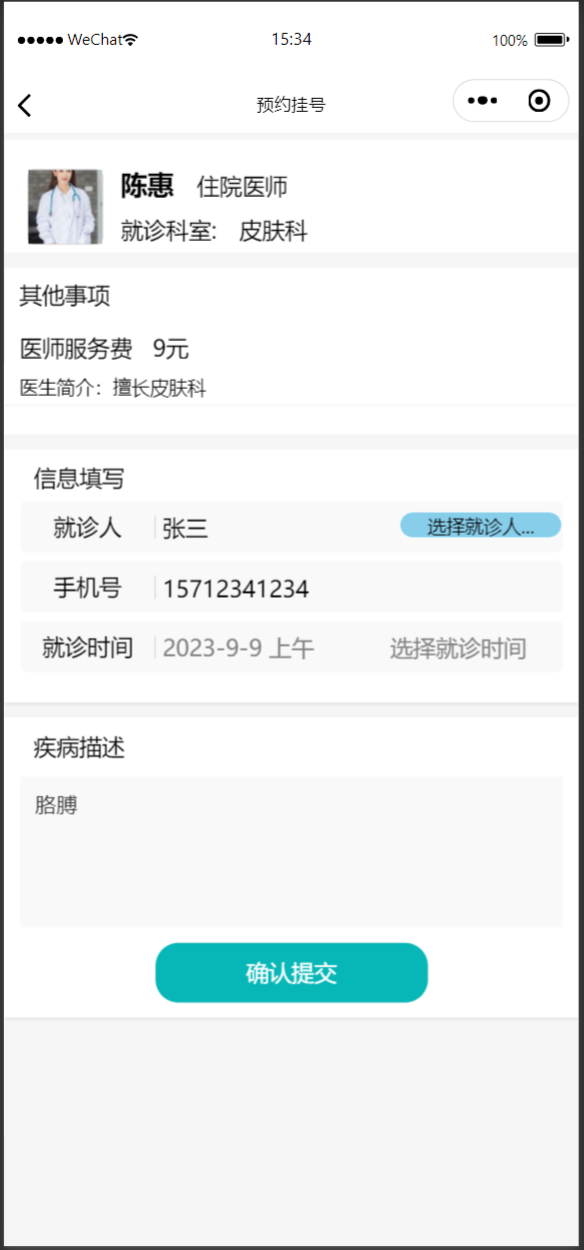 WeChat 15:34 100%
预约挂号
陈惠 住院医师
就诊科室: 皮肤科
其他事项
医师服务费 9元
医生简介：擅长皮肤科
信息填写
就诊人 张三 选择就诊人...
手机号 15712341234
就诊时间 2023-9-9 上午 选择就诊时间
疾病描述
胳膊
确认提交